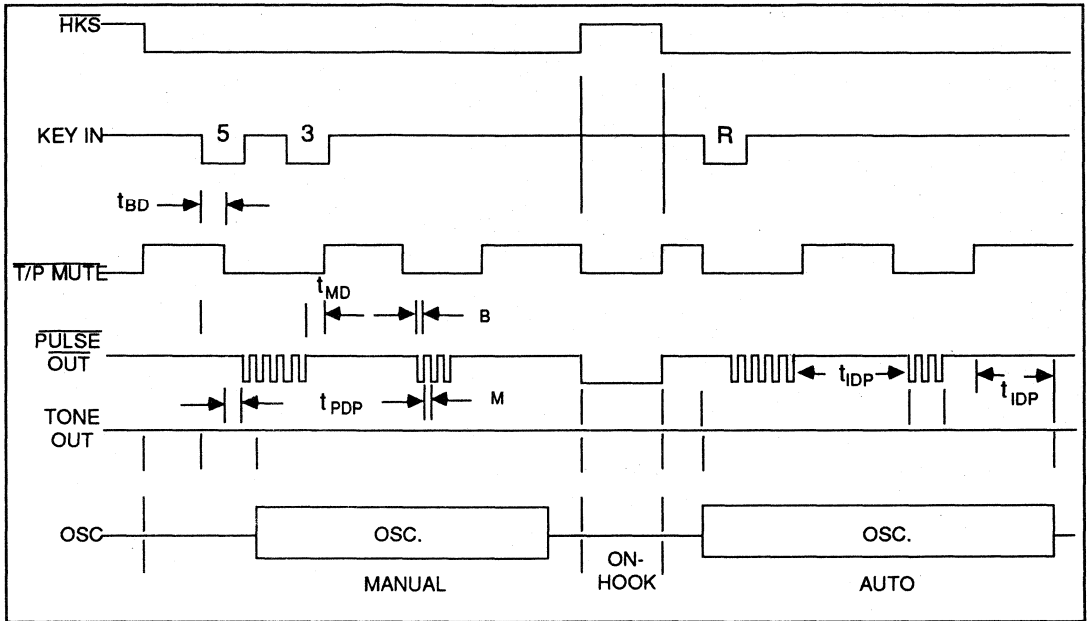 HKS
KEY IN 5 3 R
tBD
T/P MUTE
tMD
B
PULSE
OUT
tIDP
tPDP M tIDP
TONE
OUT
OSC OSC. OSC.
ON-
HOOK
MANUAL AUTO